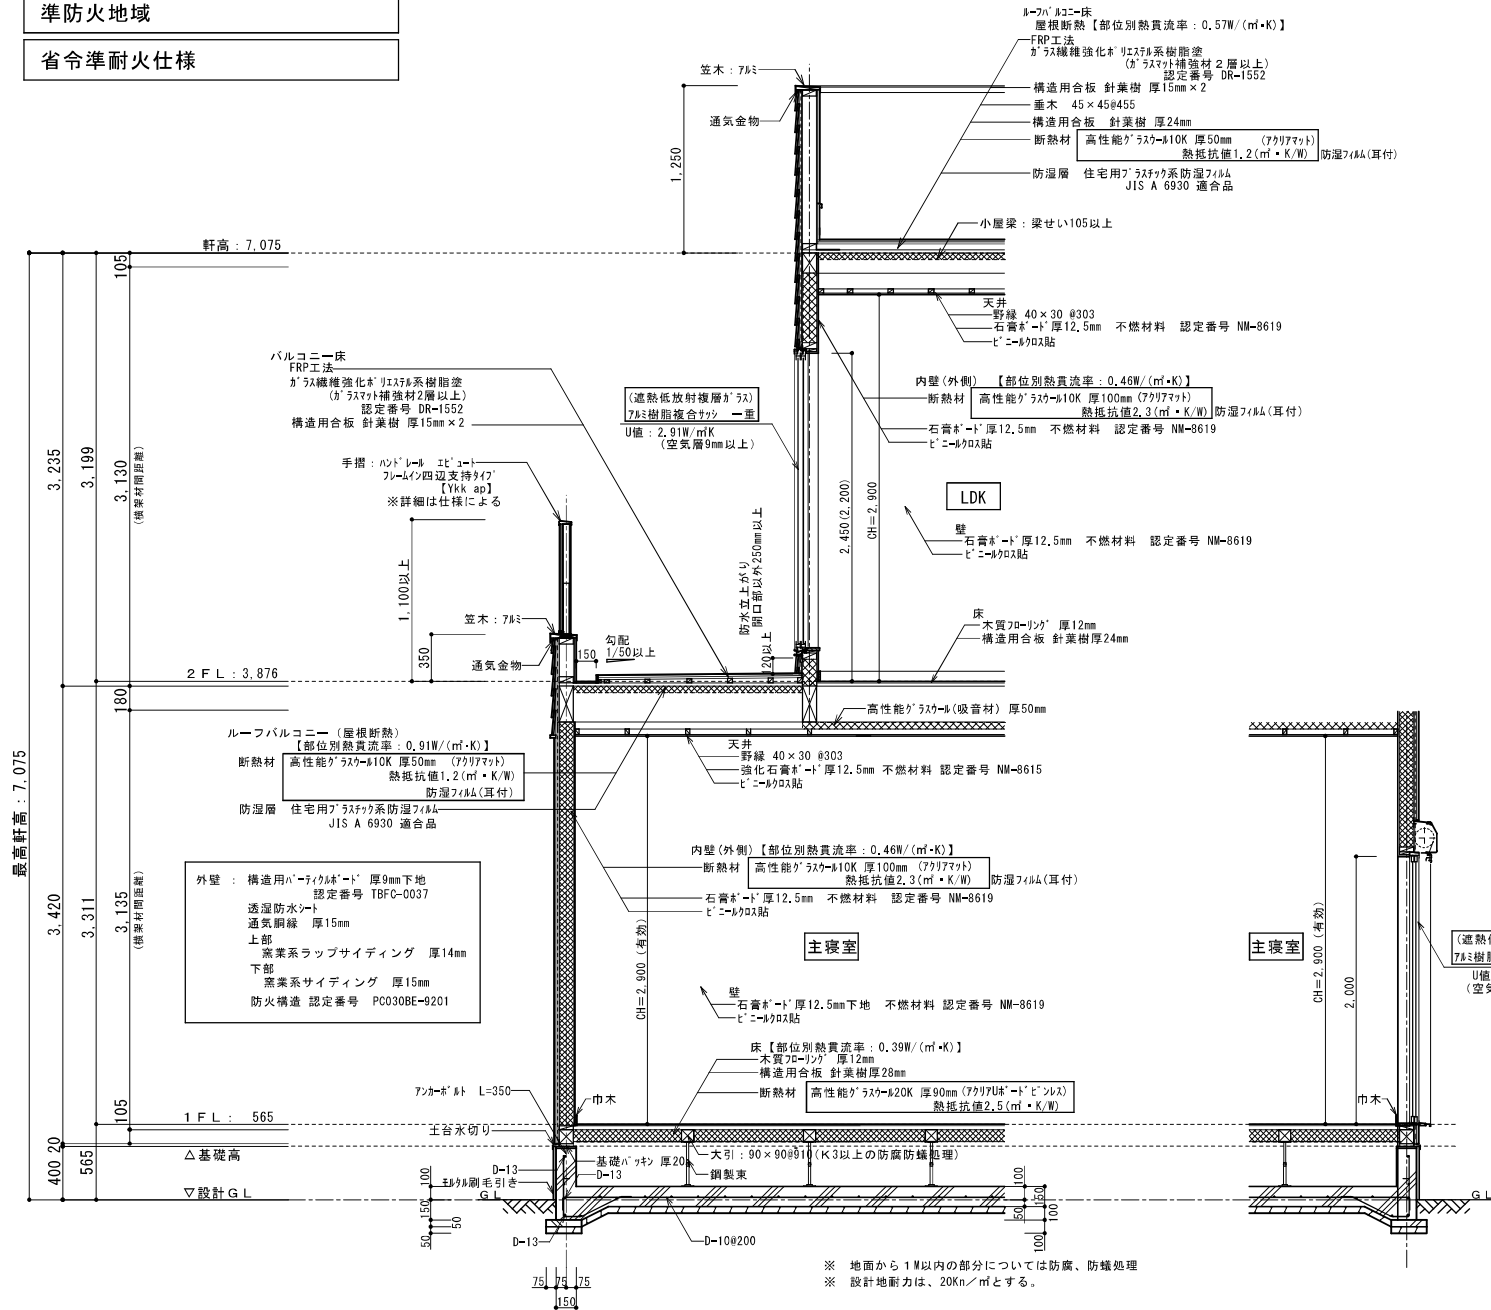 準防火地域
省令準耐火仕様
ルーフバルコニー床
屋根断熱【部位別熱貫流率：0.57W/(㎡・K)】
FRP工法
ガラス繊維強化ポリエステル系樹脂塗
(ガラスマット補強材２層以上)
認定番号 DR-1552
構造用合板 針葉樹 厚15mm×2
垂木 45×45@455
構造用合板 針葉樹 厚24mm
断熱材 高性能グラスウール10K 厚50mm (アクリアマット)
熱抵抗値1.2(㎡・K/W) 防湿フィルム(耳付)
防湿層 住宅用プラスチック系防湿フィルム
JIS A 6930 適合品
小屋梁：梁せい105以上
笠木：アルミ
通気金物
1,250
軒高：7,075
105
天井
野縁 40×30 @303
石膏ボード厚12.5mm 不燃材料 認定番号 NM-8619
ビニールクロス貼
内壁(外側) 【部位別熱貫流率：0.46W/(㎡・K)】
断熱材 高性能グラスウール10K 厚100mm (アクリアマット)
熱抵抗値2.3(㎡・K/W) 防湿フィルム(耳付)
石膏ボード厚12.5mm 不燃材料 認定番号 NM-8619
ビニールクロス貼
バルコニー床
FRP工法
ガラス繊維強化ポリエステル系樹脂塗
(ガラスマット補強材2層以上)
認定番号 DR-1552
構造用合板 針葉樹 厚15mm×2
(遮熱低放射複層ガラス)
アルミ樹脂複合サッシ 一重
U値：2.91W/㎡K
(空気層9mm以上)
手摺：ハンドレール エピュート
フレームイン四辺支持タイプ
【Ykk ap】
※詳細は仕様による
3,235
3,199
3,130
(横架材間距離)
1,100以上
防水立上がり
開口部以外250mm以上
120以上
2,450(2,200)
CH=2,900
LDK
壁
石膏ボード厚12.5mm 不燃材料 認定番号 NM-8619
ビニールクロス貼
笠木：アルミ
通気金物
350
150
勾配
1/50以上
床
木質フローリング 厚12mm
構造用合板 針葉樹厚24mm
２ＦＬ：3,876
180
高性能グラスウール(吸音材) 厚50mm
ルーフバルコニー (屋根断熱)
【部位別熱貫流率：0.91W/(㎡・K)】
断熱材 高性能グラスウール10K 厚50mm (アクリアマット)
熱抵抗値1.2(㎡・K/W)
防湿フィルム(耳付)
防湿層 住宅用プラスチック系防湿フィルム
JIS A 6930 適合品
天井
野縁 40×30 @303
強化石膏ボード厚12.5mm 不燃材料 認定番号 NM-8615
ビニールクロス貼
最高軒高：7,075
内壁(外側)【部位別熱貫流率：0.46W/(㎡・K)】
断熱材 高性能グラスウール10K 厚100mm (アクリアマット)
熱抵抗値2.3(㎡・K/W) 防湿フィルム(耳付)
石膏ボード厚12.5mm 不燃材料 認定番号 NM-8619
ビニールクロス貼
外壁 ： 構造用パーティクルボード 厚9mm下地
認定番号 TBFC-0037
透湿防水シート
通気胴縁 厚15mm
上部
窯業系ラップサイディング 厚14mm
下部
窯業系サイディング 厚15mm
防火構造 認定番号 PC030BE-9201
3,420
3,311
3,135
(横架材間距離)
CH=2,900 (有効)
主寝室
主寝室
CH=2,900 (有効)
2,000
(遮熱
アルミ樹
U値
(空気
壁
石膏ボード厚12.5mm下地 不燃材料 認定番号 NM-8619
ビニールクロス貼
床【部位別熱貫流率：0.39W/(㎡・K)】
木質フローリング 厚12mm
構造用合板 針葉樹厚28mm
断熱材 高性能グラスウール20K 厚90mm (アクリアUボードピンレス)
熱抵抗値2.5(㎡・K/W)
アンカーボルト L=350
巾木
巾木
１ＦＬ： 565
105
土台水切り
△基礎高
20
400
565
基礎パッキン 厚20
大引：90×90@910(K3以上の防腐防蟻処理)
D-13
D-13
鋼製束
モルタル刷毛引き
▽設計ＧＬ
GL
GL
100
150
50
50
100
50
150
100
100
D-13
D-10@200
75
75
75
150
※ 地面から１M以内の部分については防腐、防蟻処理
※ 設計地耐力は、20Kn/㎡とする。